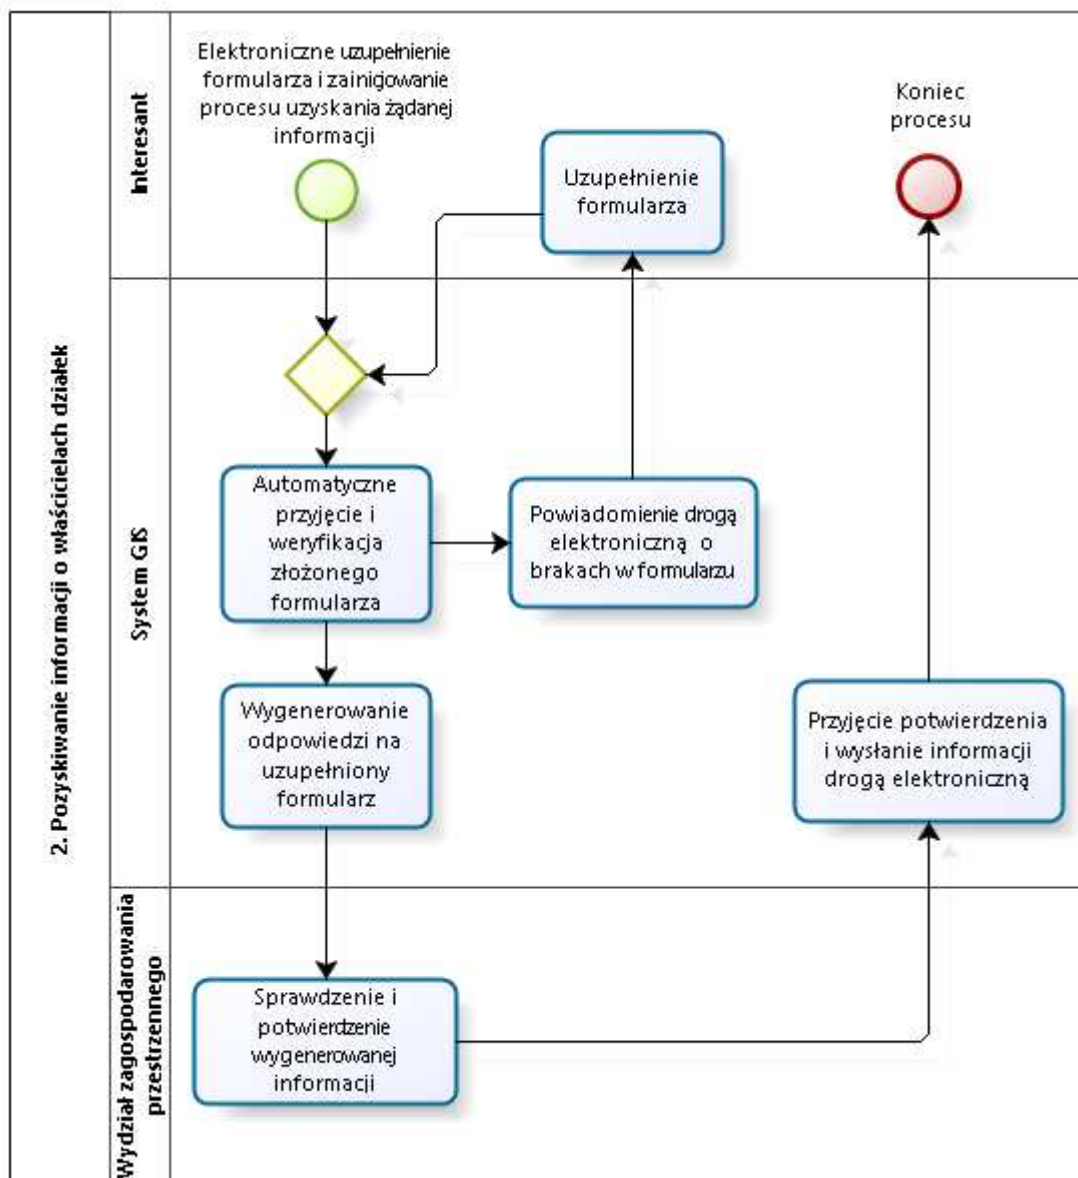 2. Pozyskiwanie informacji o właścicielach działek
Interesant
Elektroniczne uzupełnienie
formularza i zainicjowanie
procesu uzyskania żądanej
informacji
Uzupełnienie
formularza
Koniec
procesu
System GIS
Automatyczne
przyjęcie i
weryfikacja
złożonego
formularza
Powiadomienie drogą
elektroniczną o
brakach w formularzu
Wygenerowanie
odpowiedzi na
uzupełniony
formularz
Przyjęcie potwierdzenia
i wysłanie informacji
drogą elektroniczną
Wydział zagospodarowania
przestrzennego
Sprawdzenie i
potwierdzenie
wygenerowanej
informacji